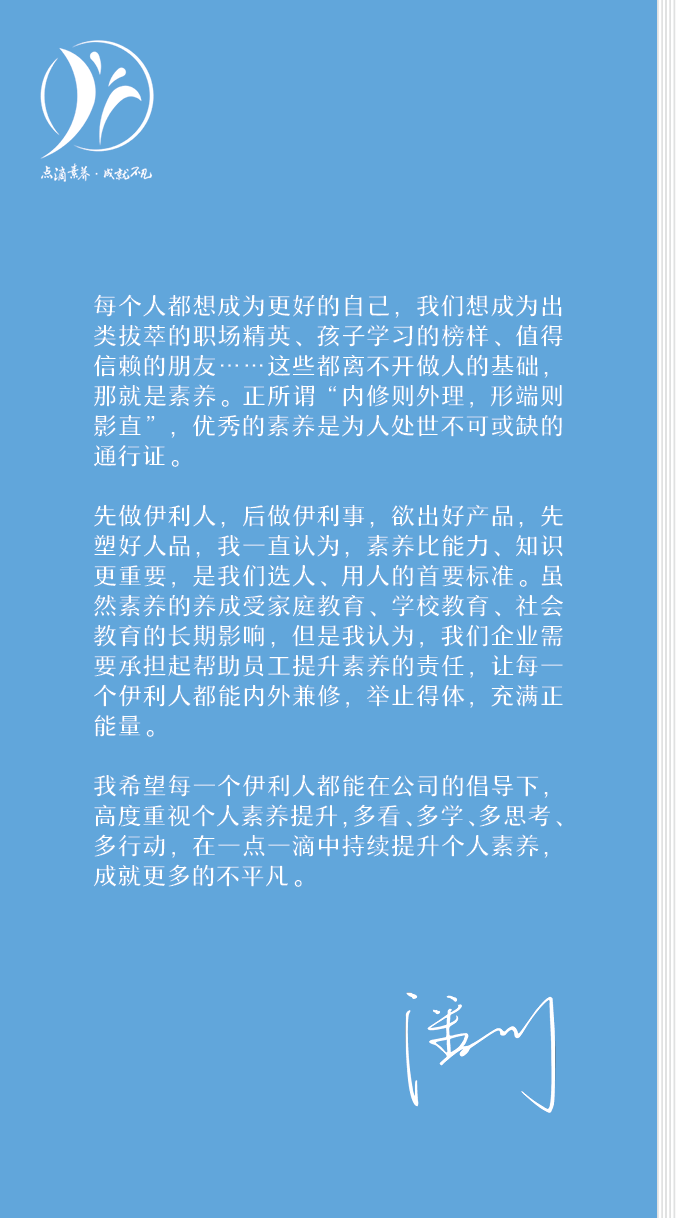 点滴素养·成就不凡
每个人都想成为更好的自己，我们想成为出
类拔萃的职场精英、孩子学习的榜样、值得
信赖的朋友……这些都离不开做人的基础，
那就是素养。正所谓“内修则外理，形端则
影直”，优秀的素养是为人处世不可或缺的
通行证。
先做伊利人，后做伊利事，欲出好产品，先
塑好人品，我一直认为，素养比能力、知识
更重要，是我们选人、用人的首要标准。虽
然素养的养成受家庭教育、学校教育、社会
教育的长期影响，但是我认为，我们企业需
要承担起帮助员工提升素养的责任，让每一
个伊利人都能内外兼修，举止得体，充满正
能量。
我希望每一个伊利人都能在公司的倡导下，
高度重视个人素养提升，多看、多学、多思考、
多行动，在一点一滴中持续提升个人素养，
成就更多的不平凡。